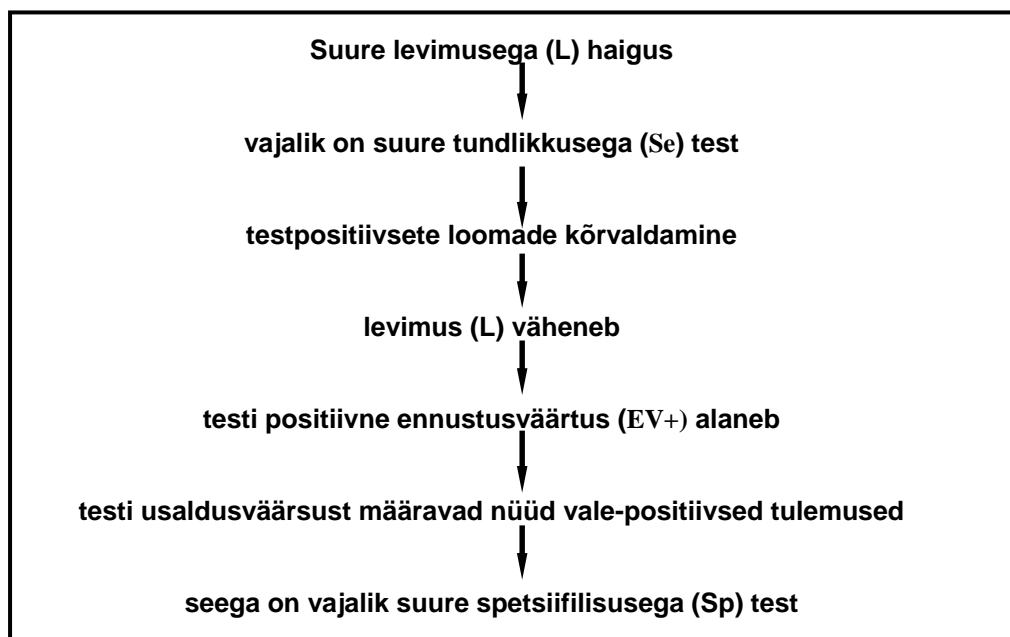 Suure levimusega (L) haigus
vajalik on suure tundlikkusega (Se) test
testpositiivsete loomade kõrvaldamine
levimus (L) väheneb
testi positiivne ennustusväärtus (EV+) alaneb
testi usaldusväärsust määravad nüüd vale-positiivsed tulemused
seega on vajalik suure spetsiifilisusega (Sp) test